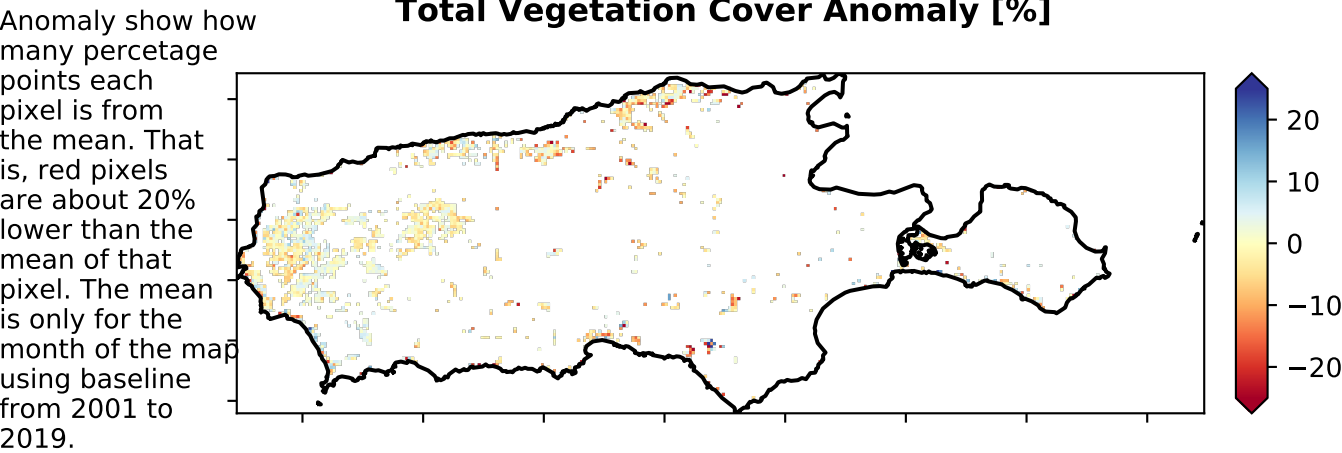 Total Vegetation Cover Anomaly [%]
Anomaly show how
many percetage
points each
pixel is from
the mean. That
is, red pixels
are about 20%
lower than the
mean of that
pixel. The mean
is only for the
month of the map
using baseline
from 2001 to
2019.
20
10
0
−10
−20